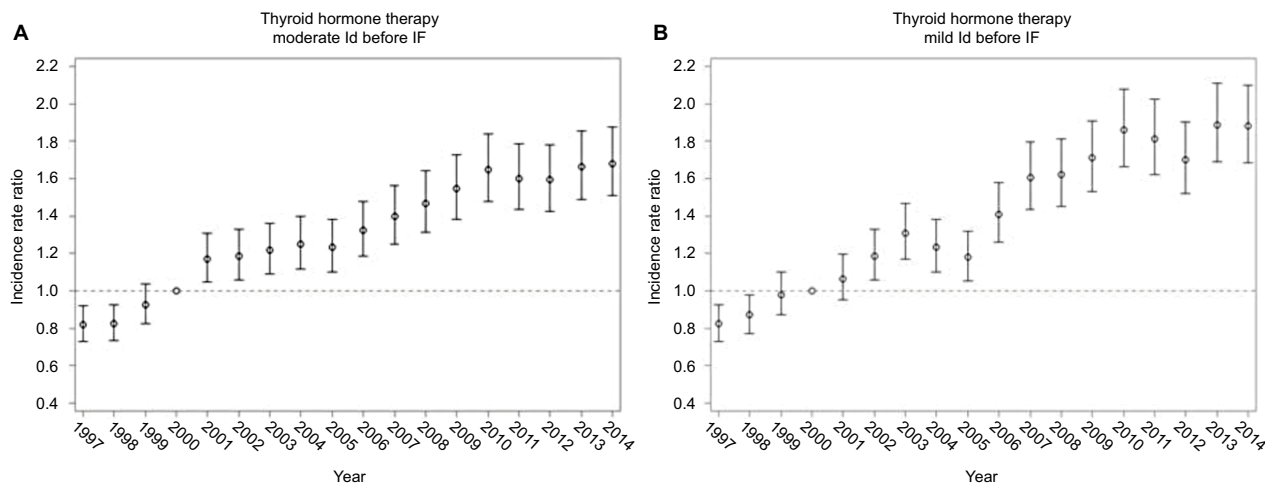 A
Thyroid hormone therapy
moderate Id before IF
Incidence rate ratio
2.2
2.0
1.8
1.6
1.4
1.2
1.0
0.8
0.6
0.4
1997 1998 1999 2000 2001 2002 2003 2004 2005 2006 2007 2008 2009 2010 2011 2012 2013 2014
Year
B
Thyroid hormone therapy
mild Id before IF
Incidence rate ratio
2.2
2.0
1.8
1.6
1.4
1.2
1.0
0.8
0.6
0.4
1997 1998 1999 2000 2001 2002 2003 2004 2005 2006 2007 2008 2009 2010 2011 2012 2013 2014
Year